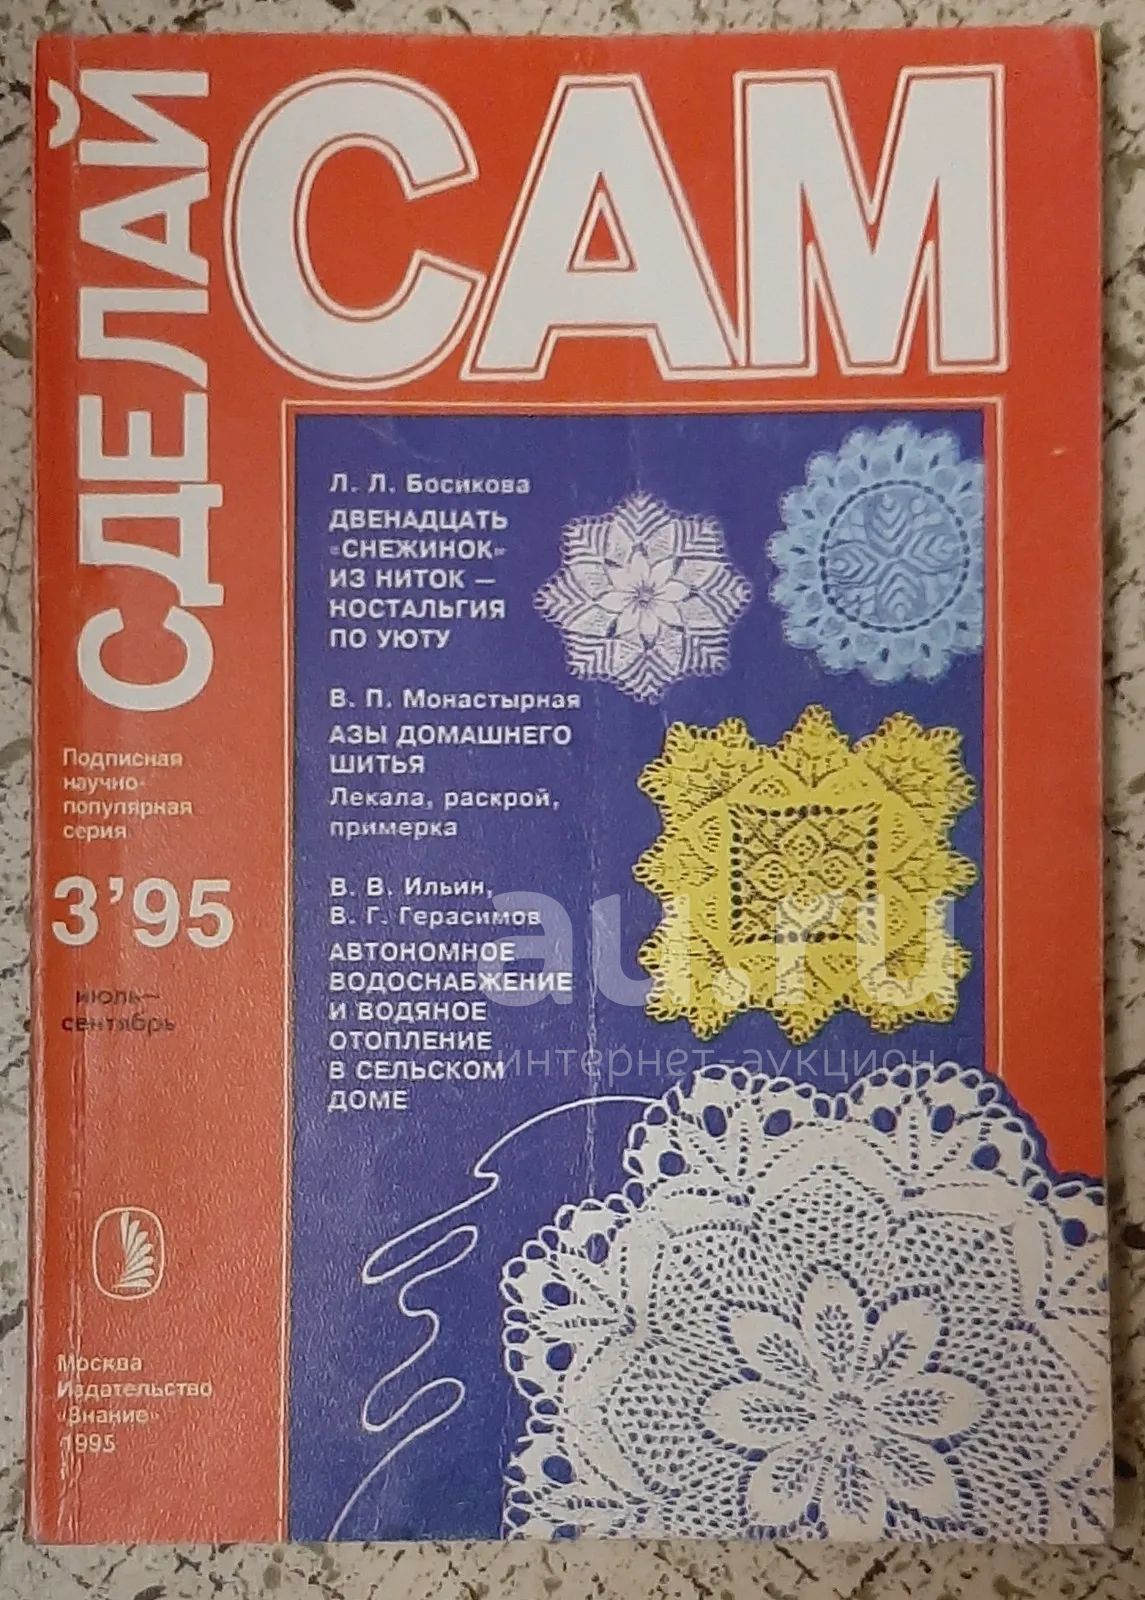 СДЕЛАЙ
САМ
Подписная
научно-
популярная
серия
3'95
июль—
сентябрь
Москва
Издательство
«Знание»
1995
Л. Л. Босикова
ДВЕНАДЦАТЬ
«СНЕЖИНОК»
ИЗ НИТОК —
НОСТАЛЬГИЯ
ПО УЮТУ
В. П. Монастырная
АЗЫ ДОМАШНЕГО
ШИТЬЯ
Лекала, раскрой,
примерка
В. В. Ильин,
В. Г. Герасимов
АВТОНОМНОЕ
ВОДОСНАБЖЕНИЕ
И ВОДЯНОЕ
ОТОПЛЕНИЕ
В СЕЛЬСКОМ
ДОМЕ
au.ru
интернет-аукцион